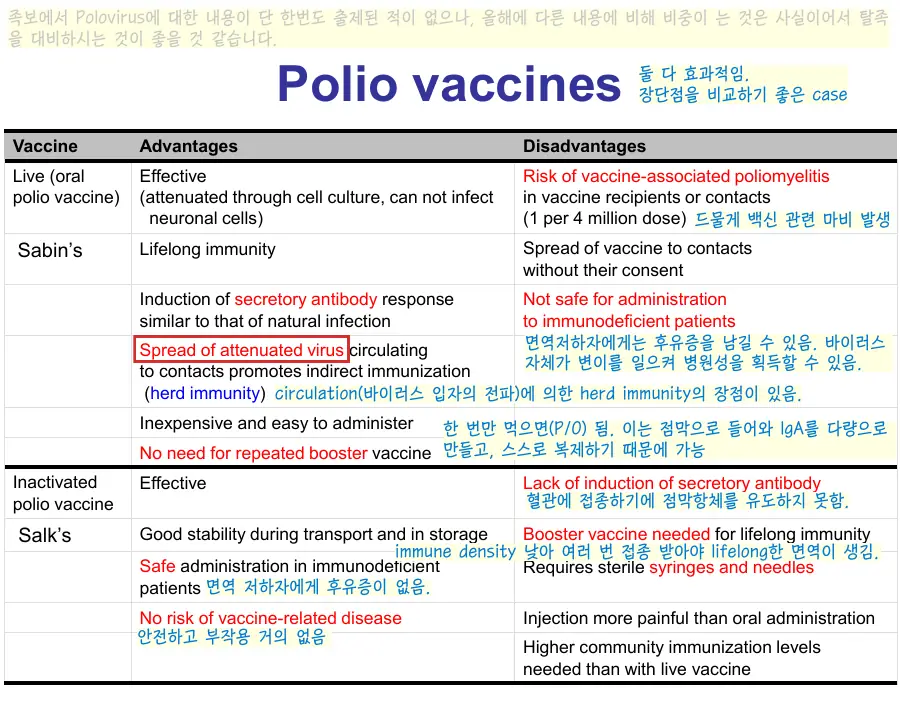 족보에서 Polovirus에 대한 내용이 단 한번도 출제된 적이 없으나, 올해에 다른 내용에 비해 비중이 는 것은 사실이어서 탈족
을 대비하시는 것이 좋을 것 같습니다.
Polio vaccines
둘 다 효과적임.
장단점을 비교하기 좋은 case
Vaccine Advantages Disadvantages
Live (oral
polio vaccine)
Effective
(attenuated through cell culture, can not infect
neuronal cells)
Risk of vaccine-associated poliomyelitis
in vaccine recipients or contacts
(1 per 4 million dose) 드물게 백신 관련 마비 발생
Sabin's
Lifelong immunity
Spread of vaccine to contacts
without their consent
Induction of secretory antibody response
similar to that of natural infection
Not safe for administration
to immunodeficient patients
면역저하자에게는 후유증을 남길 수 있음. 바이러스
자체가 변이를 일으켜 병원성을 획득할 수 있음.
Spread of attenuated virus circulating
to contacts promotes indirect immunization
(herd immunity) circulation(바이러스 입자의 전파)에 의한 herd immunity의 장점이 있음.
Inexpensive and easy to administer
한 번만 먹으면(P/O) 됨. 이는 점막으로 들어와 IgA를 다량으로
만들고, 스스로 복제하기 때문에 가능
No need for repeated booster vaccine
Inactivated
polio vaccine
Effective
Lack of induction of secretory antibody
혈관에 접종하기에 점막항체를 유도하지 못함.
Salk's
Good stability during transport and in storage
Booster vaccine needed for lifelong immunity
immune density 낮아 여러 번 접종 받아야 lifelong한 면역이 생김.
Safe administration in immunodeficient
patients 면역 저하자에게 후유증이 없음.
Requires sterile syringes and needles
No risk of vaccine-related disease
안전하고 부작용 거의 없음
Injection more painful than oral administration
Higher community immunization levels
needed than with live vaccine